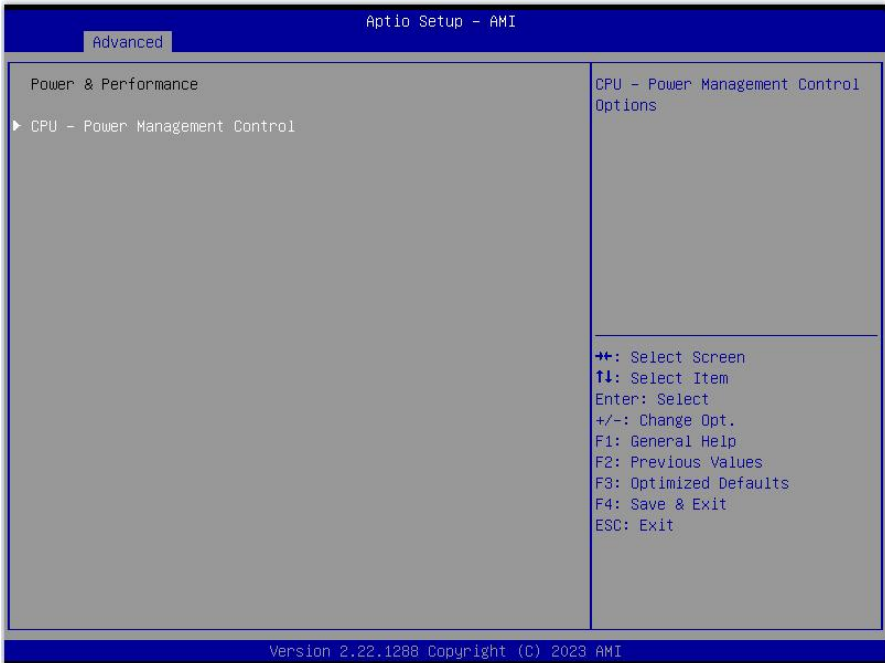 Aptio Setup – AMI
Advanced
Power & Performance
▶ CPU – Power Management Control
CPU – Power Management Control
Options
→←: Select Screen
↑↓: Select Item
Enter: Select
+/-: Change Opt.
F1: General Help
F2: Previous Values
F3: Optimized Defaults
F4: Save & Exit
ESC: Exit
Version 2.22.1288 Copyright (C) 2023 AMI